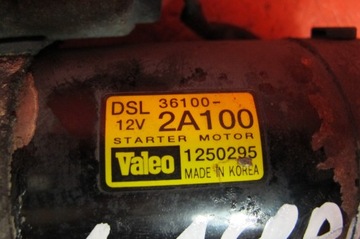 DSL 36100-
12V 2A100
STARTER MOTOR
Valeo 1250295
MADE IN KOREA